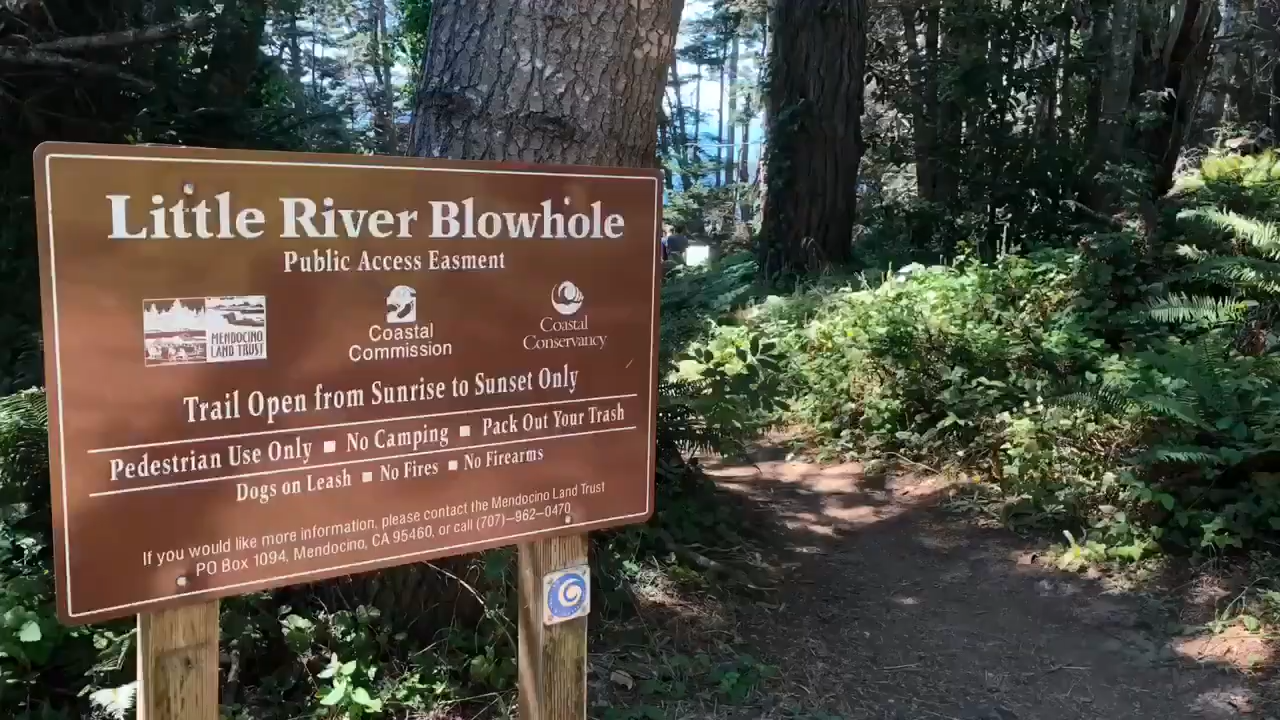 Little River Blowhole
Public Access Easment
MENDOCINO
LAND TRUST
Coastal
Commission
Coastal
Conservancy
Trail Open from Sunrise to Sunset Only
Pedestrian Use Only ■ No Camping ■ Pack Out Your Trash
Dogs on Leash ■ No Fires ■ No Firearms
If you would like more information, please contact the Mendocino Land Trust
PO Box 1094, Mendocino, CA 95460, or call (707)—962—0470